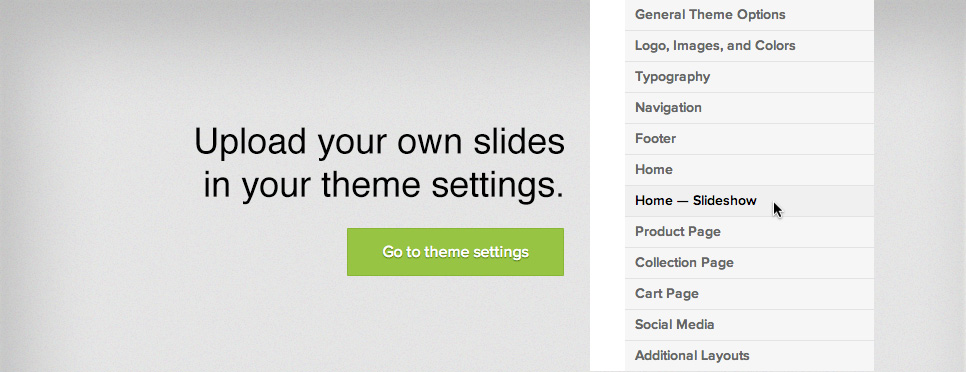 Upload your own slides
in your theme settings.
Go to theme settings
General Theme Options
Logo, Images, and Colors
Typography
Navigation
Footer
Home
Home — Slideshow
Product Page
Collection Page
Cart Page
Social Media
Additional Layouts